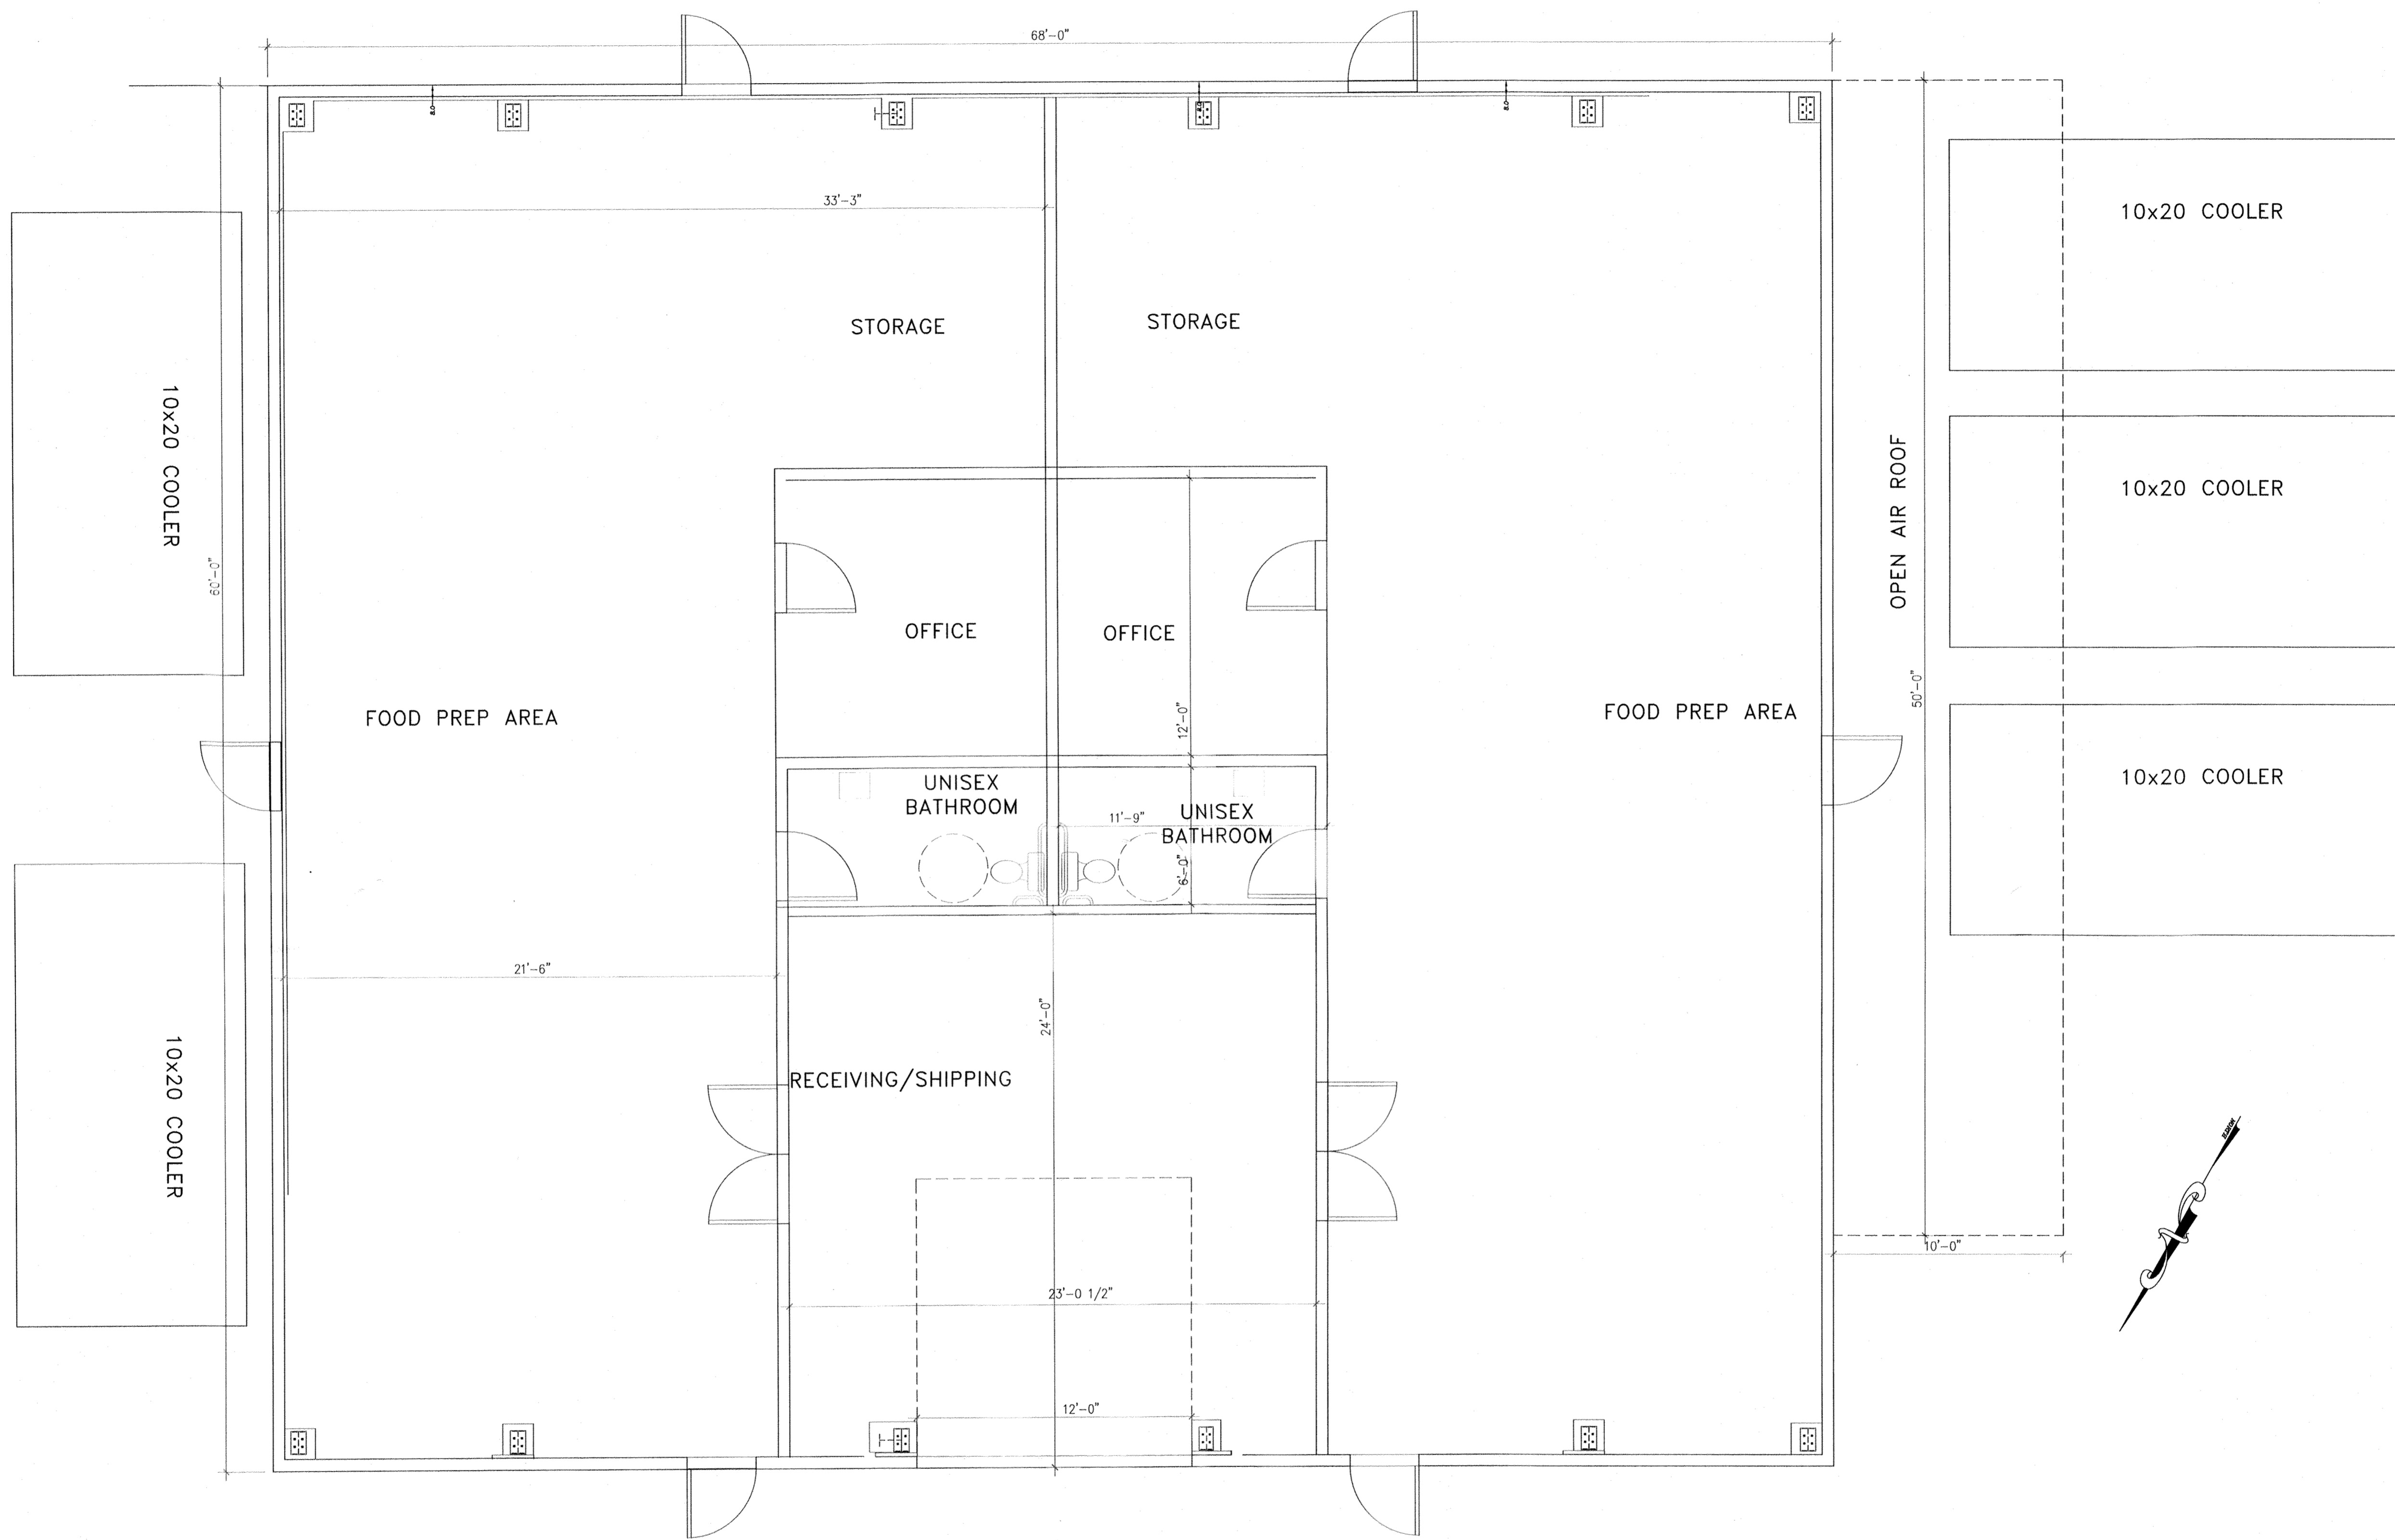 68'-0"
B.O
B.O
B.O
33'-3"
10x20 COOLER
STORAGE
STORAGE
10x20 COOLER
OPEN AIR ROOF
10x20 COOLER
60'-0"
OFFICE
OFFICE
50'-0"
FOOD PREP AREA
12'-0"
FOOD PREP AREA
10x20 COOLER
UNISEX
BATHROOM
11'-9"
UNISEX
BATHROOM
6'-0"
21'-6"
24'-0"
10x20 COOLER
RECEIVING/SHIPPING
10'-0"
23'-0 1/2"
12'-0"